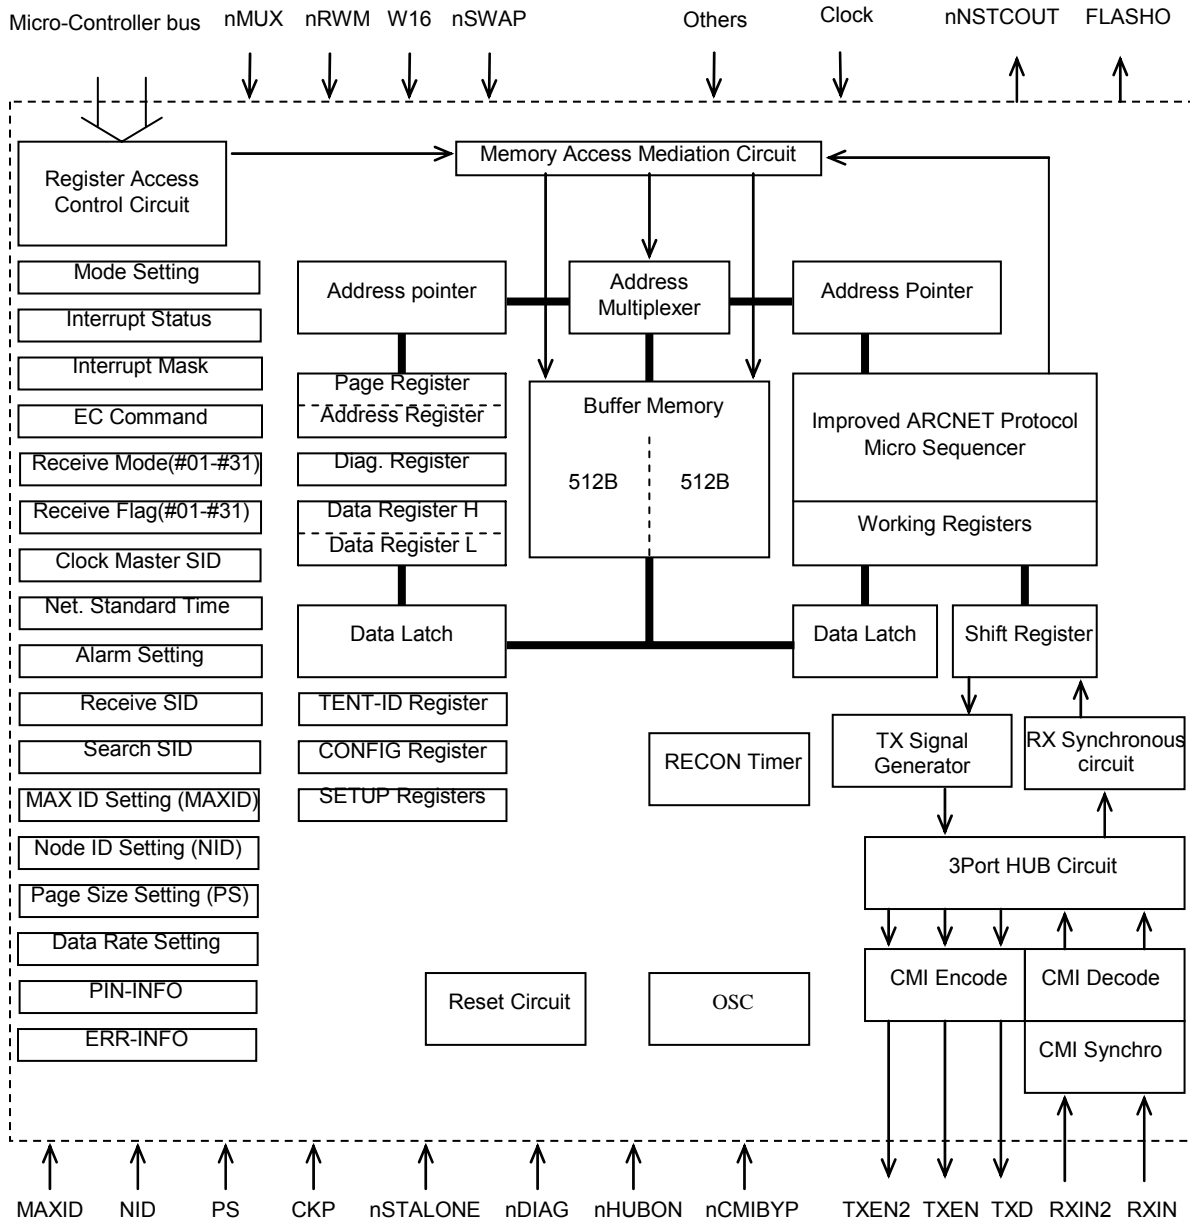 Micro-Controller bus
nMUX
nRWM
W16
nSWAP
Others
Clock
nNSTCOUT
FLASHO
Register Access
Control Circuit
Memory Access Mediation Circuit
Mode Setting
Interrupt Status
Interrupt Mask
EC Command
Receive Mode(#01-#31)
Receive Flag(#01-#31)
Clock Master SID
Net. Standard Time
Alarm Setting
Receive SID
Search SID
MAX ID Setting (MAXID)
Node ID Setting (NID)
Page Size Setting (PS)
Data Rate Setting
PIN-INFO
ERR-INFO
Address pointer
Page Register
Address Register
Diag. Register
Data Register H
Data Register L
Data Latch
TENT-ID Register
CONFIG Register
SETUP Registers
Address
Multiplexer
Buffer Memory
512B
512B
Address Pointer
Improved ARCNET Protocol
Micro Sequencer
Working Registers
Data Latch
Shift Register
RECON Timer
TX Signal
Generator
RX Synchronous
circuit
3Port HUB Circuit
Reset Circuit
OSC
CMI Encode
CMI Decode
CMI Synchro
MAXID
NID
PS
CKP
nSTALONE
nDIAG
nHUBON
nCMIBYP
TXEN2
TXEN
TXD
RXIN2
RXIN